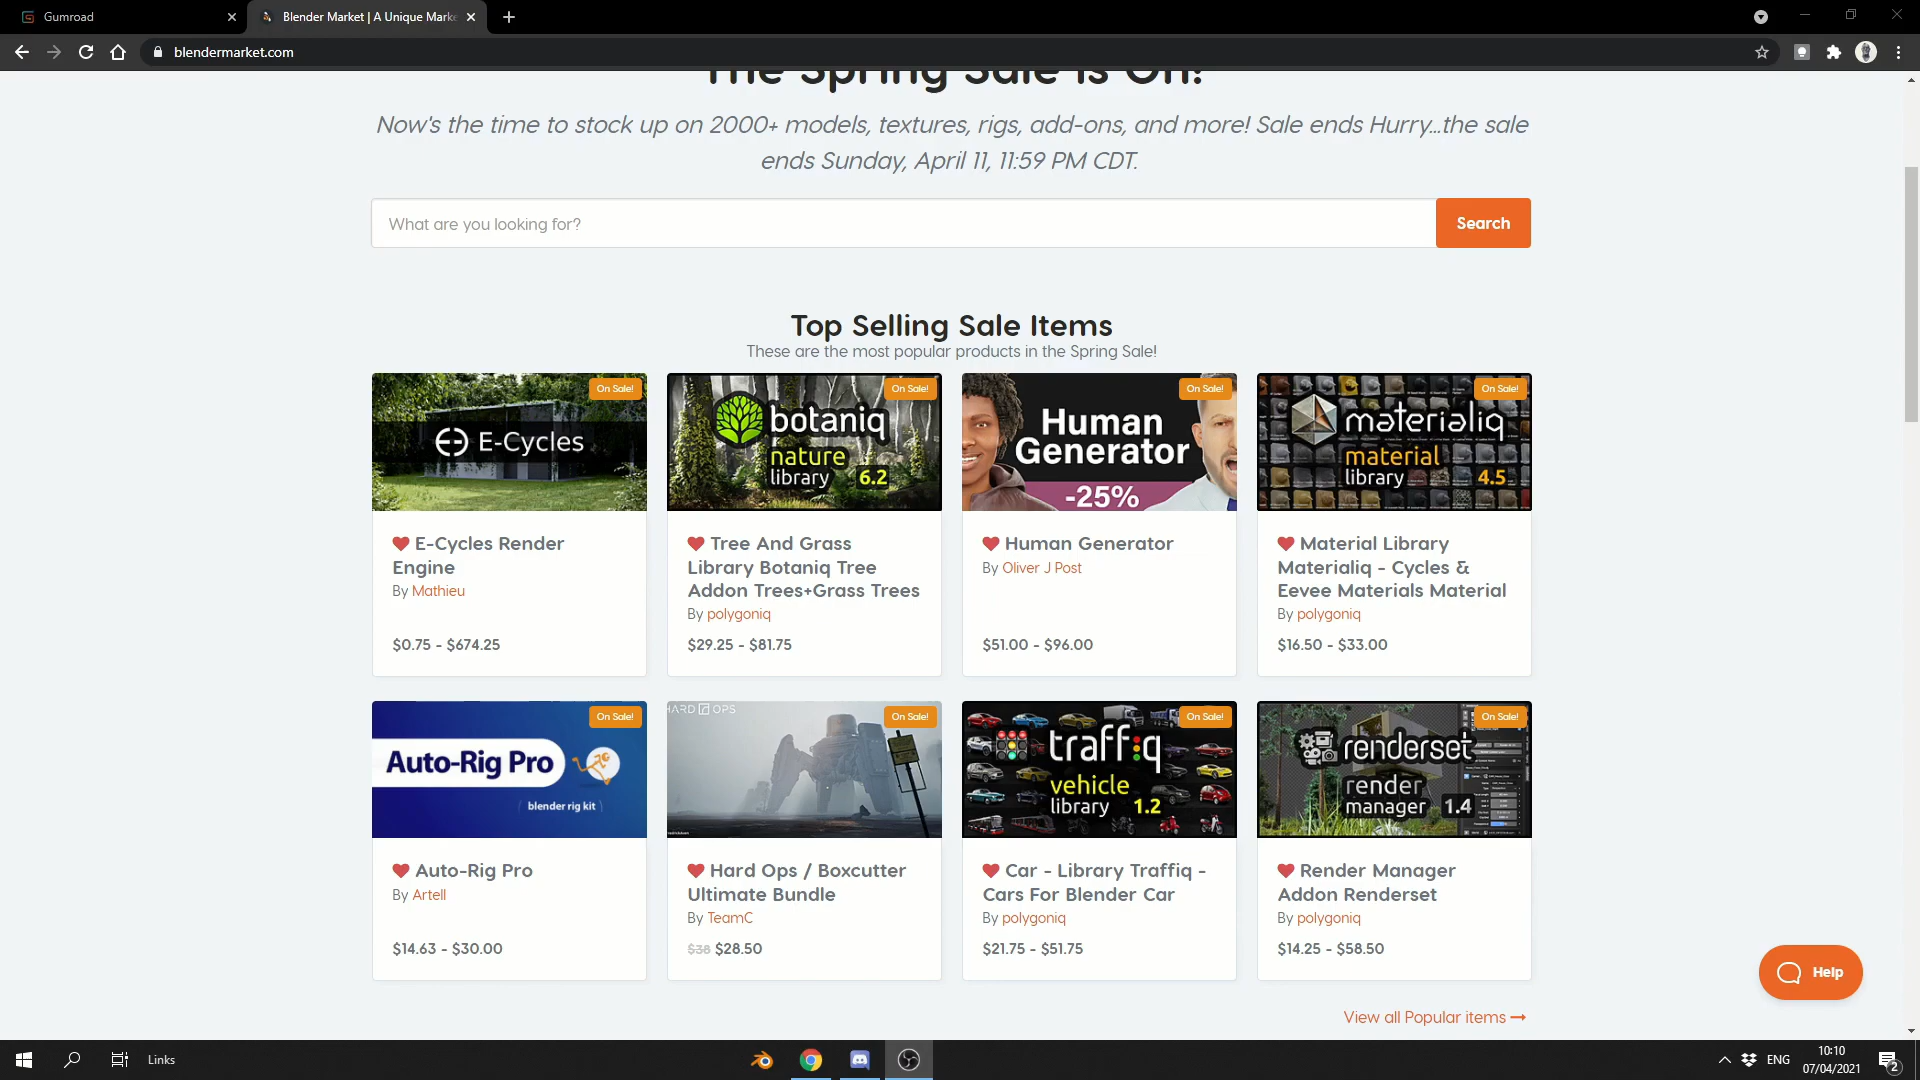 Gumroad
Blender Market | A Unique Marke
blendermarket.com
The Spring Sale is On!
Now's the time to stock up on 2000+ models, textures, rigs, add-ons, and more! Sale ends Hurry...the sale
ends Sunday, April 11, 11:59 PM CDT.
What are you looking for?
Search
Top Selling Sale Items
These are the most popular products in the Spring Sale!
On Sale!
E-Cycles
E-Cycles Render
Engine
By Mathieu
$0.75 - $674.25
On Sale!
botaniq
nature
library 6.2
Tree And Grass
Library Botaniq Tree
Addon Trees+Grass Trees
By polygoniq
$29.25 - $81.75
On Sale!
Human
Generator
-25%
Human Generator
By Oliver J Post
$51.00 - $96.00
On Sale!
materialiq
material
library 4.5
Material Library
Materialiq - Cycles &
Eevee Materials Material
By polygoniq
$16.50 - $33.00
On Sale!
Auto-Rig Pro
blender rig kit
Auto-Rig Pro
By Artell
$14.63 - $30.00
HARD OPS
On Sale!
Hard Ops / Boxcutter
Ultimate Bundle
By TeamC
$38 $28.50
On Sale!
traffiq
vehicle
library 1.2
Car - Library Traffiq -
Cars For Blender Car
By polygoniq
$21.75 - $51.75
On Sale!
renderset
render
manager 1.4
Render Manager
Addon Renderset
By polygoniq
$14.25 - $58.50
Help
View all Popular items
Links
ENG
10:10
07/04/2021
2